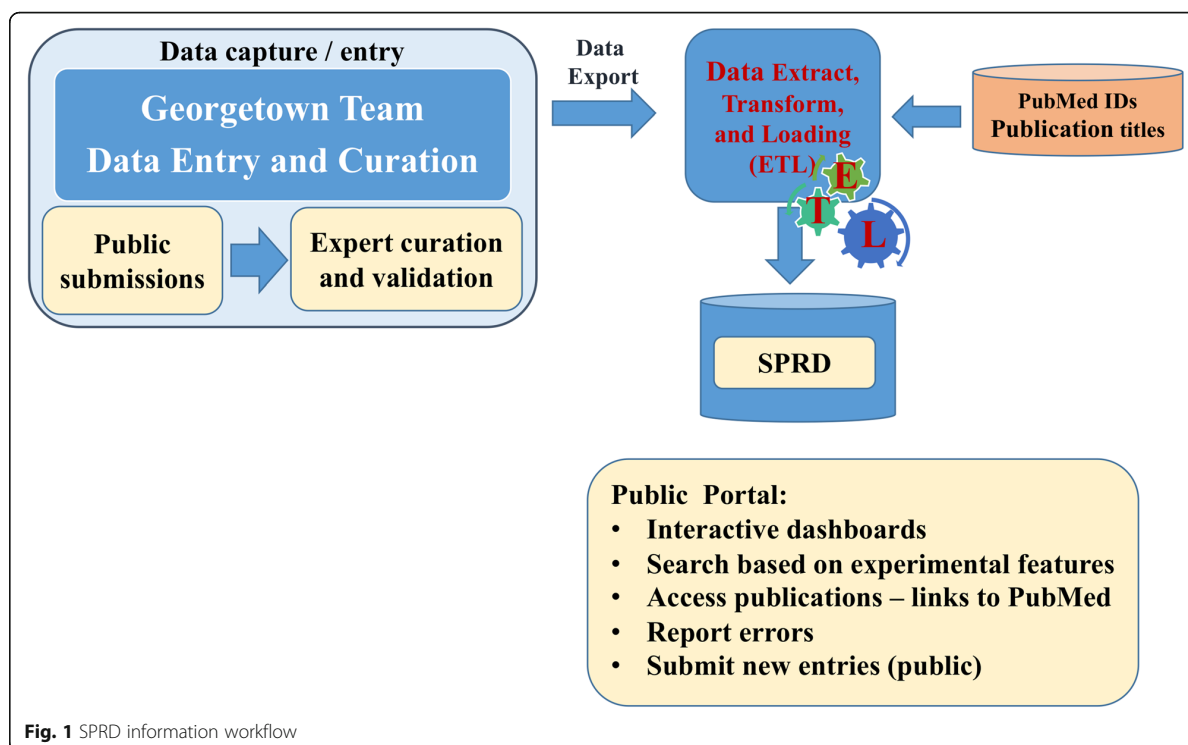 Data capture / entry
Georgetown Team
Data Entry and Curation
Public
submissions
Expert curation
and validation
Data
Export
Data Extract,
Transform,
and Loading
(ETL)
E
T
L
PubMed IDs
Publication titles
SPRD
Public Portal:
• Interactive dashboards
• Search based on experimental features
• Access publications – links to PubMed
• Report errors
• Submit new entries (public)
Fig. 1 SPRD information workflow